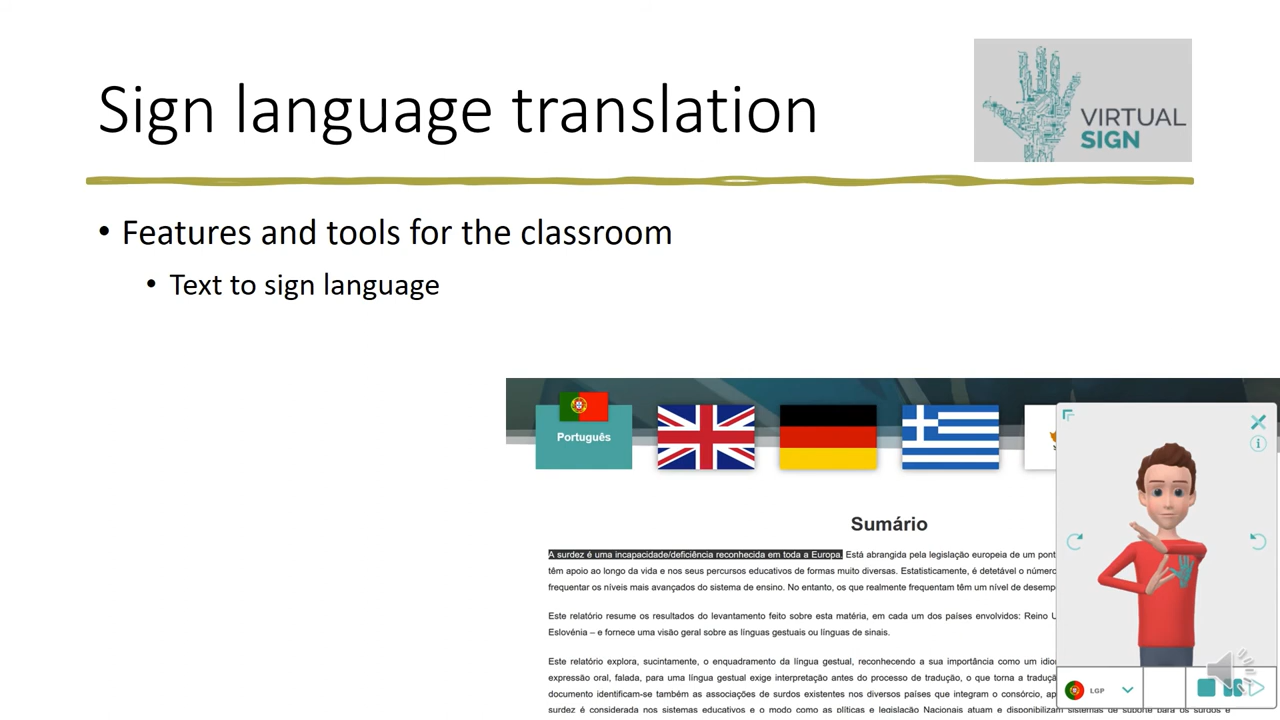 Sign language translation
VIRTUAL
SIGN
• Features and tools for the classroom
• Text to sign language
Português
Sumário
A surdez é uma incapacidade/deficiência reconhecida em toda a Europa. Está abrangida pela legislação europeia de um
têm apoio ao longo da vida e nos seus percursos educativos de formas muito diversas. Estatisticamente, é detetável o número
frequentar os níveis mais avançados do sistema de ensino. No entanto, os que realmente frequentam têm um nível de
Este relatório resume os resultados do levantamento feito sobre esta matéria, em cada um dos países envolvidos: Reino
Eslovénia – e fornece uma visão geral sobre as línguas gestuais ou línguas de sinais.
Este relatório explora, sucintamente, o enquadramento da língua gestual, reconhecendo a sua importância como um
expressão oral, falada, para uma língua gestual exige interpretação antes do processo de tradução, o que torna a
documento identificam-se também as associações de surdos existentes nos diversos países que integram o consórcio,
surdez é considerada nos sistemas educativos e o modo como as políticas e legislação Nacionais atuam e disponibilizam sistemas de suporte para os surdos e
LGP